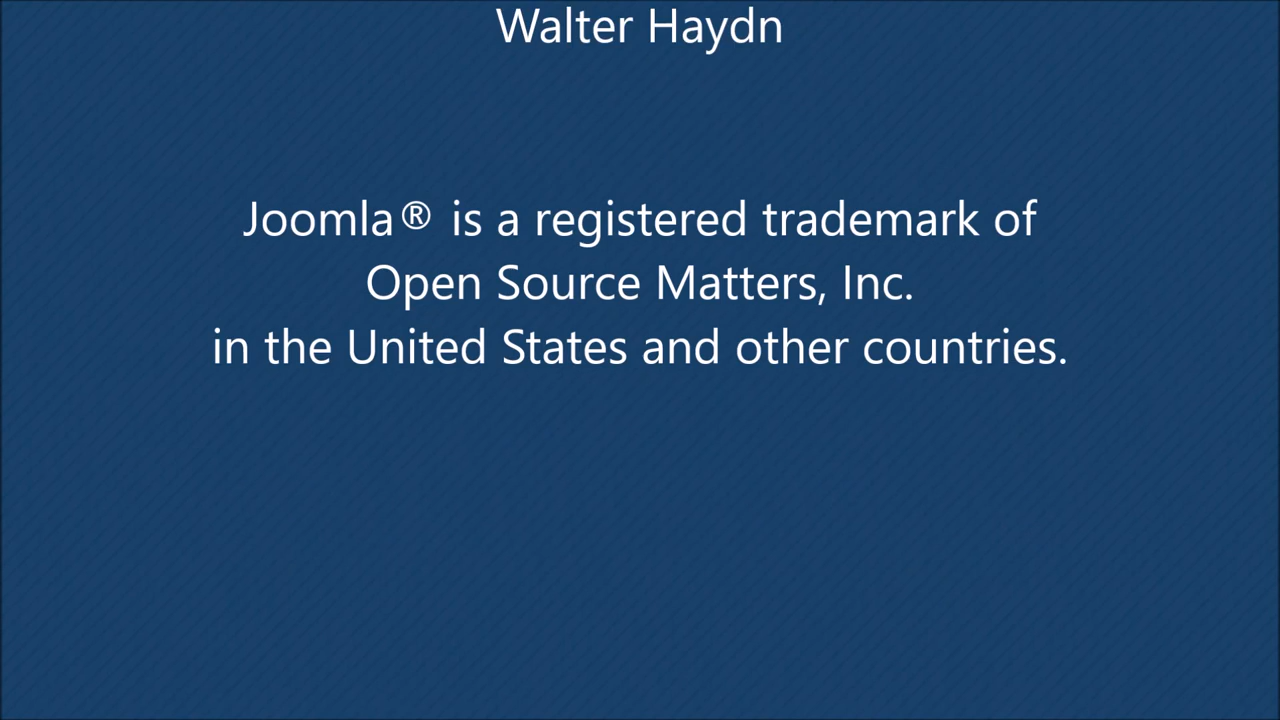 Walter Haydn
Joomla® is a registered trademark of
Open Source Matters, Inc.
in the United States and other countries.